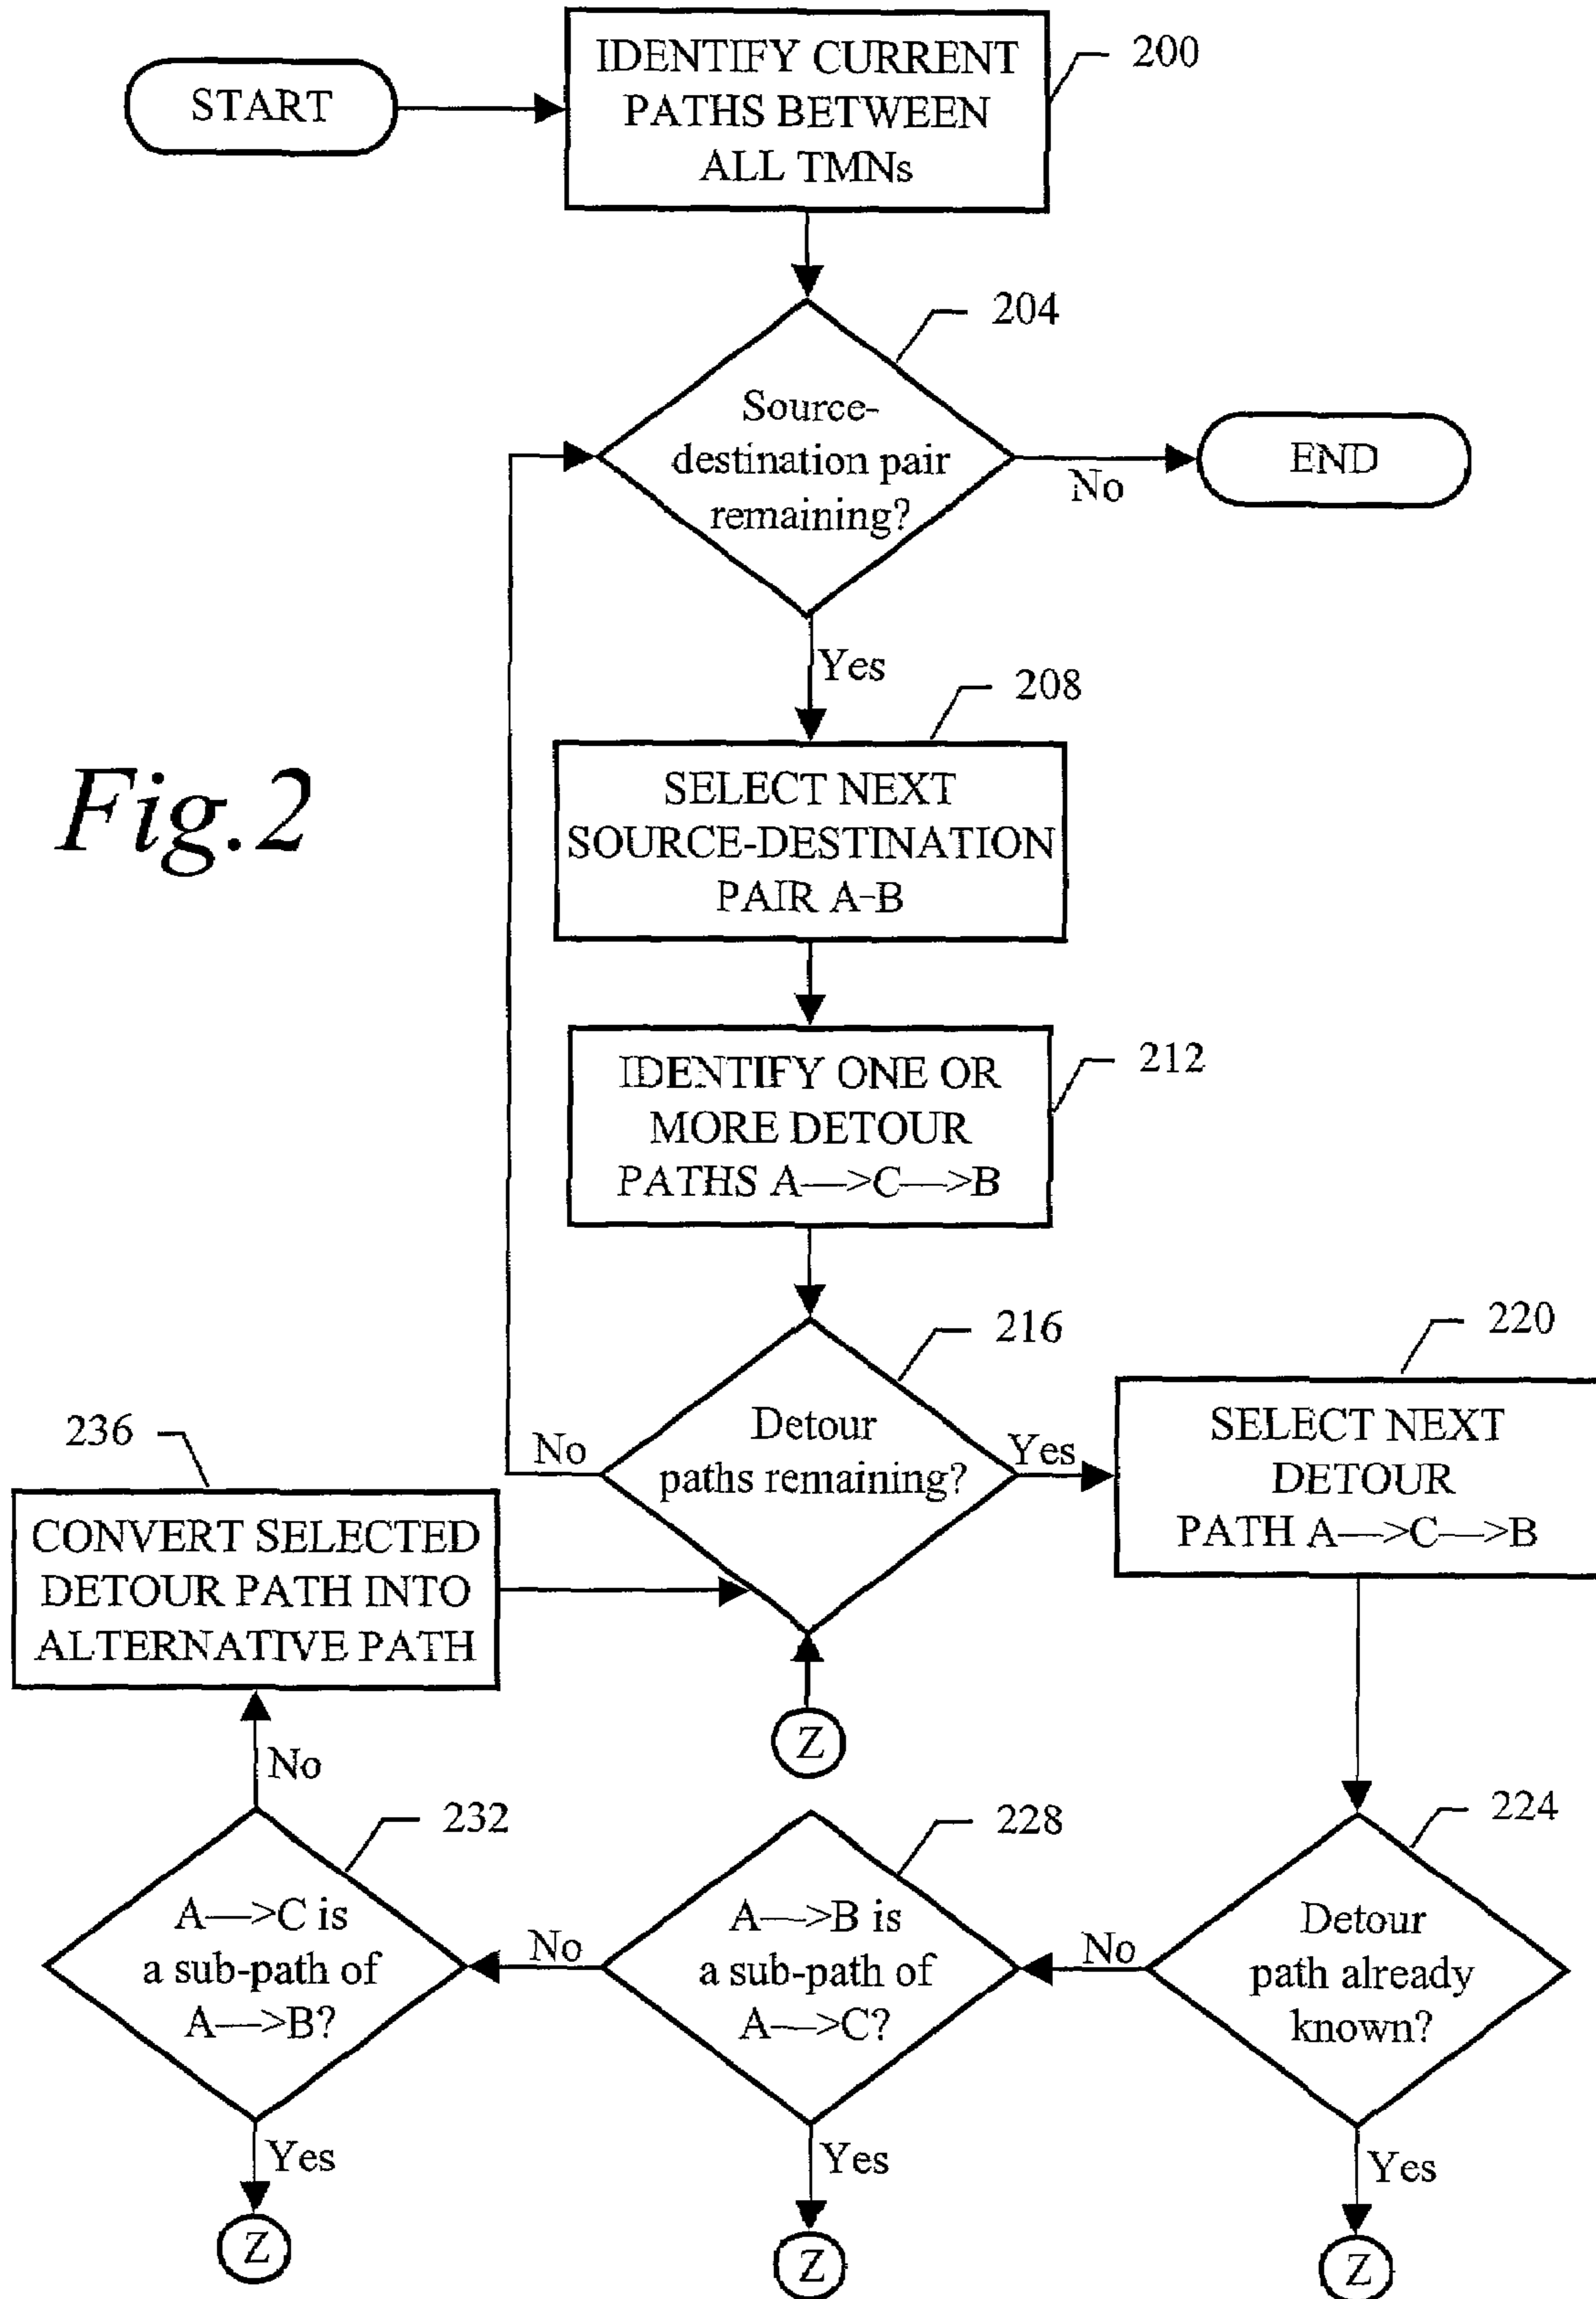 START
IDENTIFY CURRENT
PATHS BETWEEN
ALL TMNs
200
204
Source-
destination pair
remaining?
No
END
Yes
208
SELECT NEXT
SOURCE-DESTINATION
PAIR A-B
Fig.2
212
IDENTIFY ONE OR
MORE DETOUR
PATHS A—>C—>B
216
Detour
paths remaining?
No
Yes
220
SELECT NEXT
DETOUR
PATH A—>C—>B
236
CONVERT SELECTED
DETOUR PATH INTO
ALTERNATIVE PATH
Z
No
232
A—>C is
a sub-path of
A—>B?
No
228
A—>B is
a sub-path of
A—>C?
No
224
Detour
path already
known?
Yes
Yes
Yes
Z
Z
Z